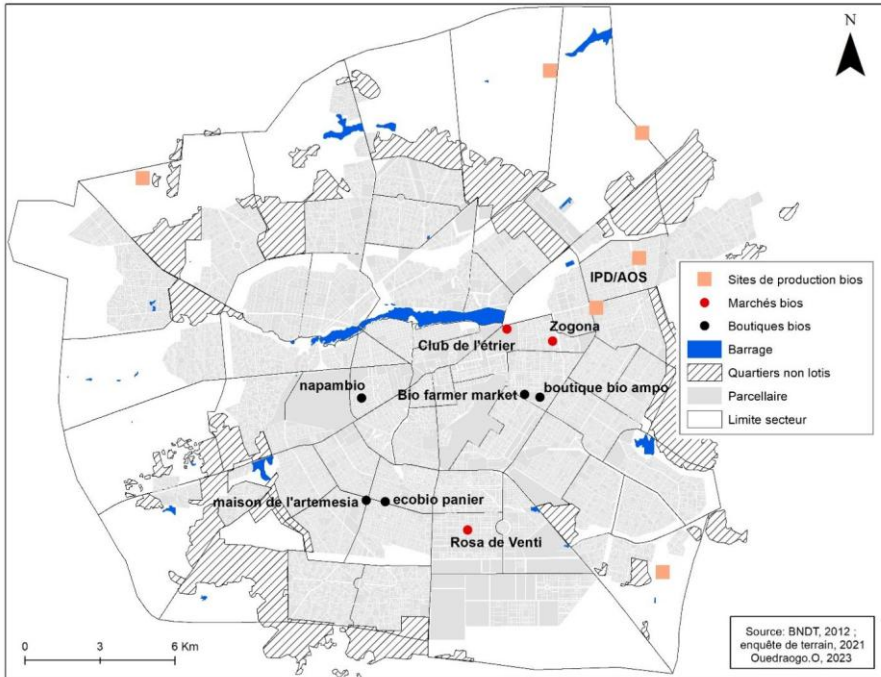 N
IPD/AOS
Zogona
Club de l'étrier
napambio
Bio farmer market
boutique bio ampo
maison de l'artemesia
ecobio panier
Rosa de Venti
Sites de production bios
Marchés bios
Boutiques bios
Barrage
Quartiers non lotis
Parcellaire
Limite secteur
0 3 6 Km
Source: BNDT, 2012 ;
enquête de terrain, 2021
Ouedraogo.O, 2023